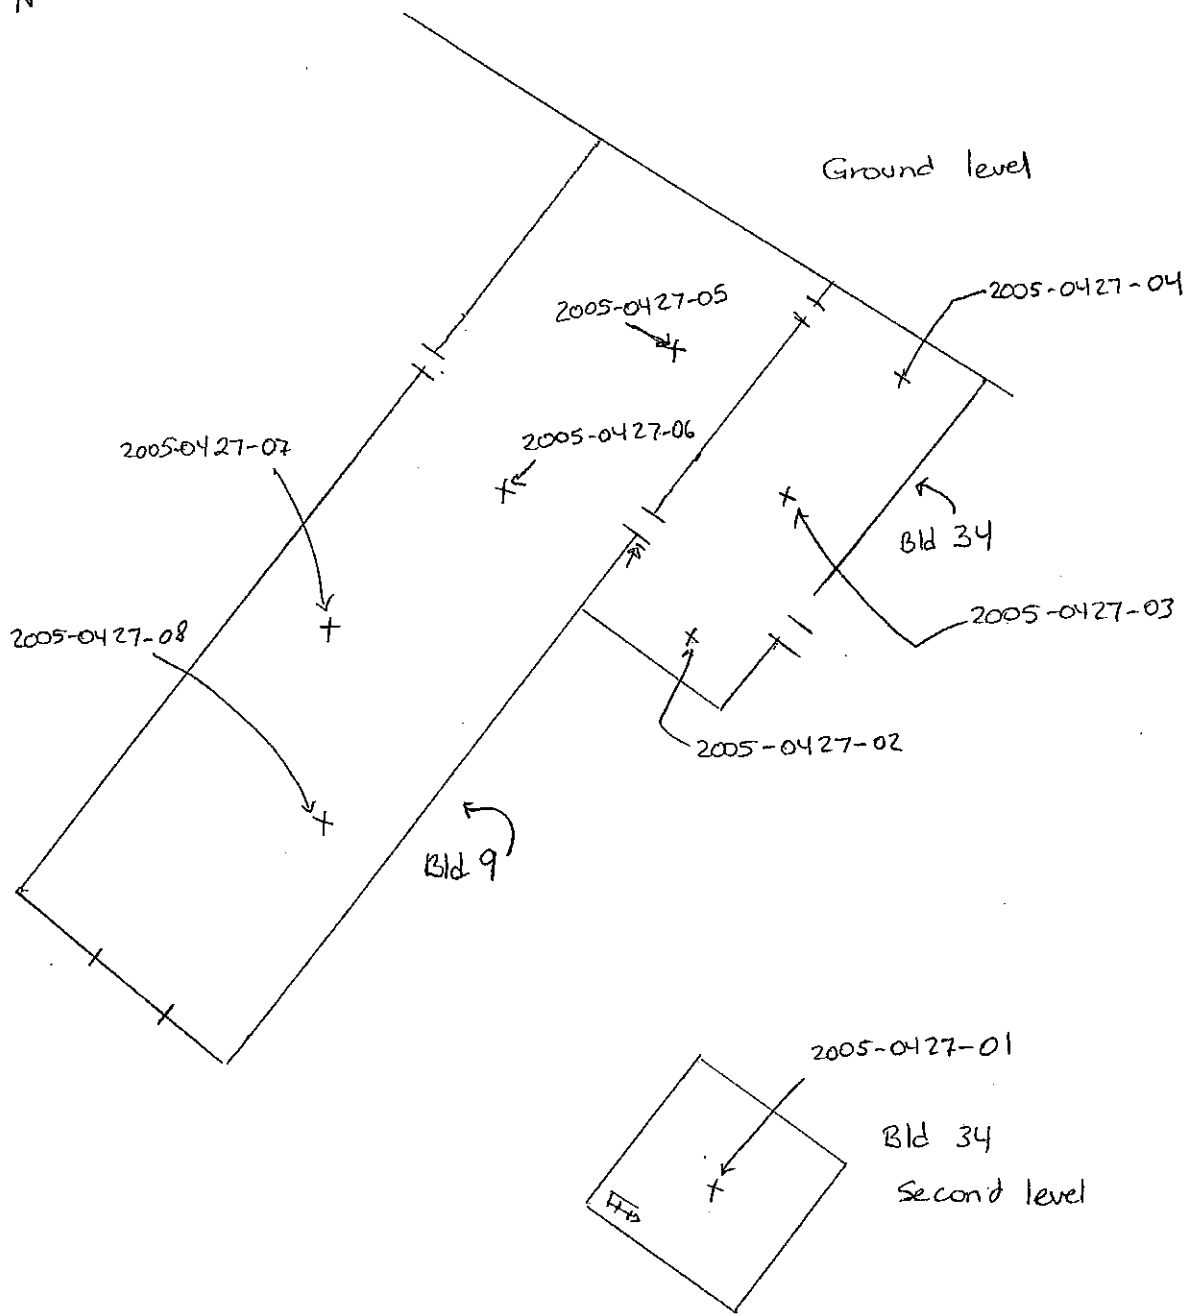 N
Ground level
2005-0427-05
2005-0427-04
2005-0427-07
2005-0427-06
Bld 34
2005-0427-03
2005-0427-08
2005-0427-02
Bld 9
2005-0427-01
Bld 34
Second level